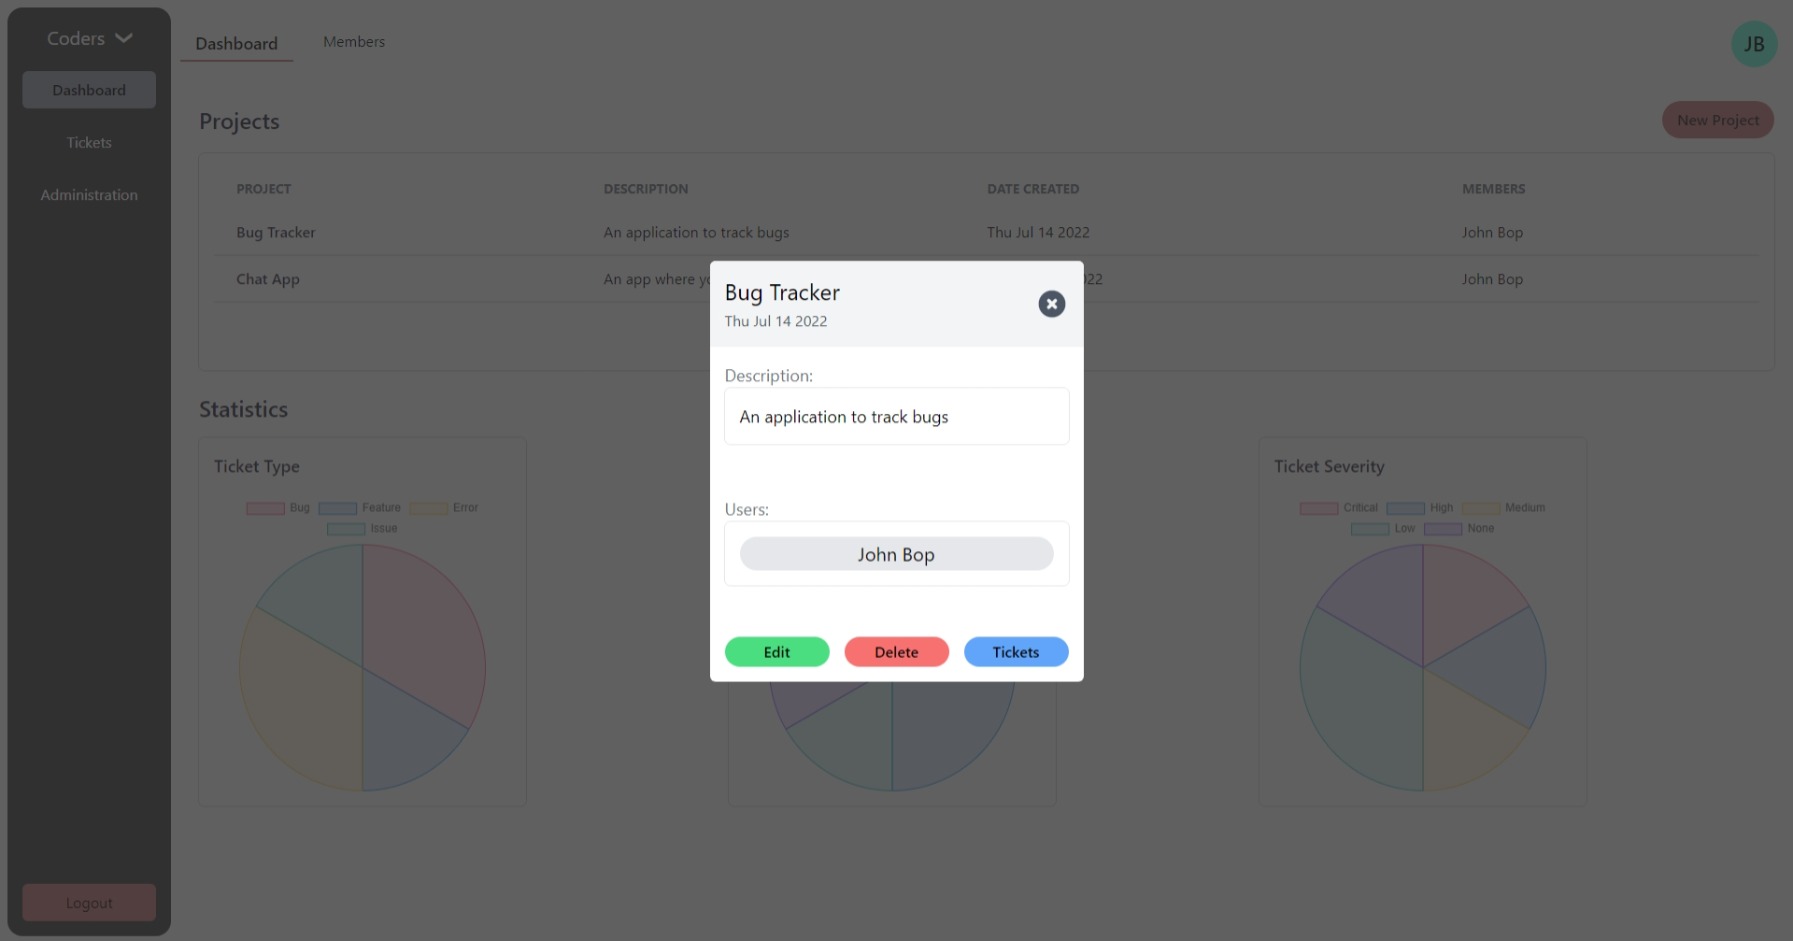 Coders
Dashboard
Tickets
Administration
Logout
Dashboard
Members
JB
Projects
New Project
PROJECT DESCRIPTION DATE CREATED MEMBERS
Bug Tracker An application to track bugs Thu Jul 14 2022 John Bop
Chat App An app where 22 John Bop
Bug Tracker
Thu Jul 14 2022
Description:
An application to track bugs
Users:
John Bop
Edit Delete Tickets
Statistics
Ticket Type
Bug Feature Error
Issue
Ticket Severity
Critical High Medium
Low None